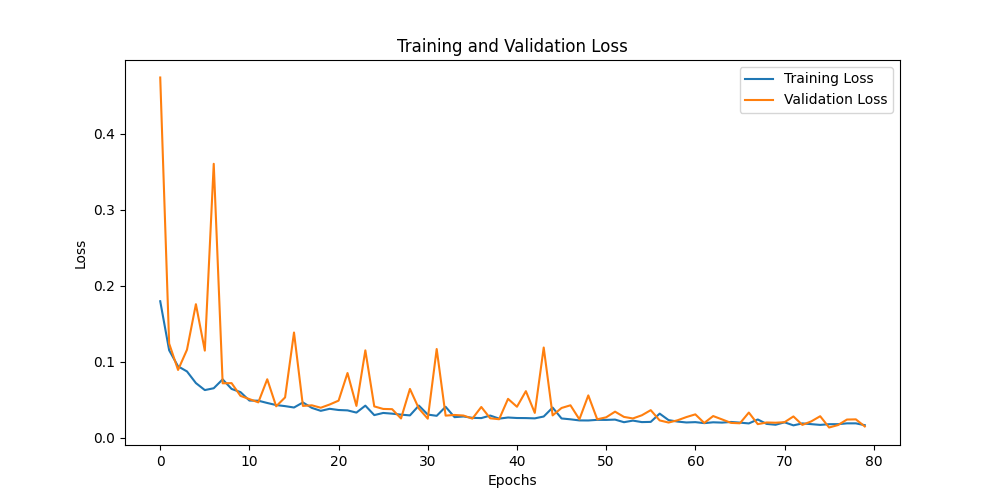 Training and Validation Loss
Training Loss
Validation Loss
Loss
0.4
0.3
0.2
0.1
0.0
0 10 20 30 40 50 60 70 80
Epochs